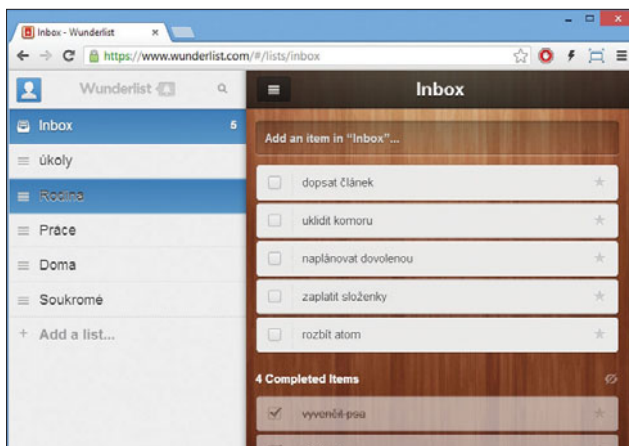 Inbox - Wunderlist
https://www.wunderlist.com/#/lists/inbox
Wunderlist
Inbox
5
úkoly
Rodina
Práce
Doma
Soukromé
+ Add a list...
Inbox
Add an item in "Inbox"...
dopsat článek
uklidit komoru
naplánovat dovolenou
zaplatit složenky
rozbít atom
4 Completed Items
vyvenčil psa